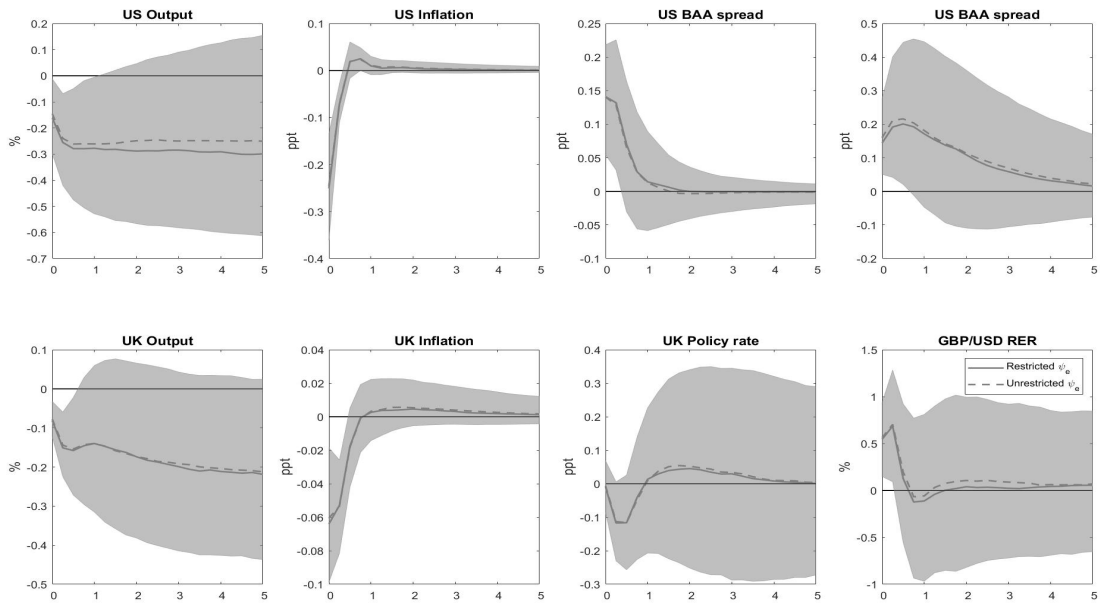 US Output
US Inflation
US BAA spread
US BAA spread
0.2
0.1
0
-0.1
-0.2
-0.3
-0.4
-0.5
-0.6
-0.7
%
0 1 2 3 4 5
0.1
0
-0.1
-0.2
-0.3
-0.4
ppt
0 1 2 3 4 5
0.25
0.2
0.15
0.1
0.05
0
-0.05
-0.1
ppt
0 1 2 3 4 5
0.5
0.4
0.3
0.2
0.1
0
-0.1
-0.2
ppt
0 1 2 3 4 5
UK Output
UK Inflation
UK Policy rate
GBP/USD RER
0.1
0
-0.1
-0.2
-0.3
-0.4
-0.5
%
0 1 2 3 4 5
0.04
0.02
0
-0.02
-0.04
-0.06
-0.08
-0.1
ppt
0 1 2 3 4 5
0.4
0.3
0.2
0.1
0
-0.1
-0.2
-0.3
ppt
0 1 2 3 4 5
1.5
1
0.5
0
-0.5
-1
%
0 1 2 3 4 5
Restricted ψe
Unrestricted ψe